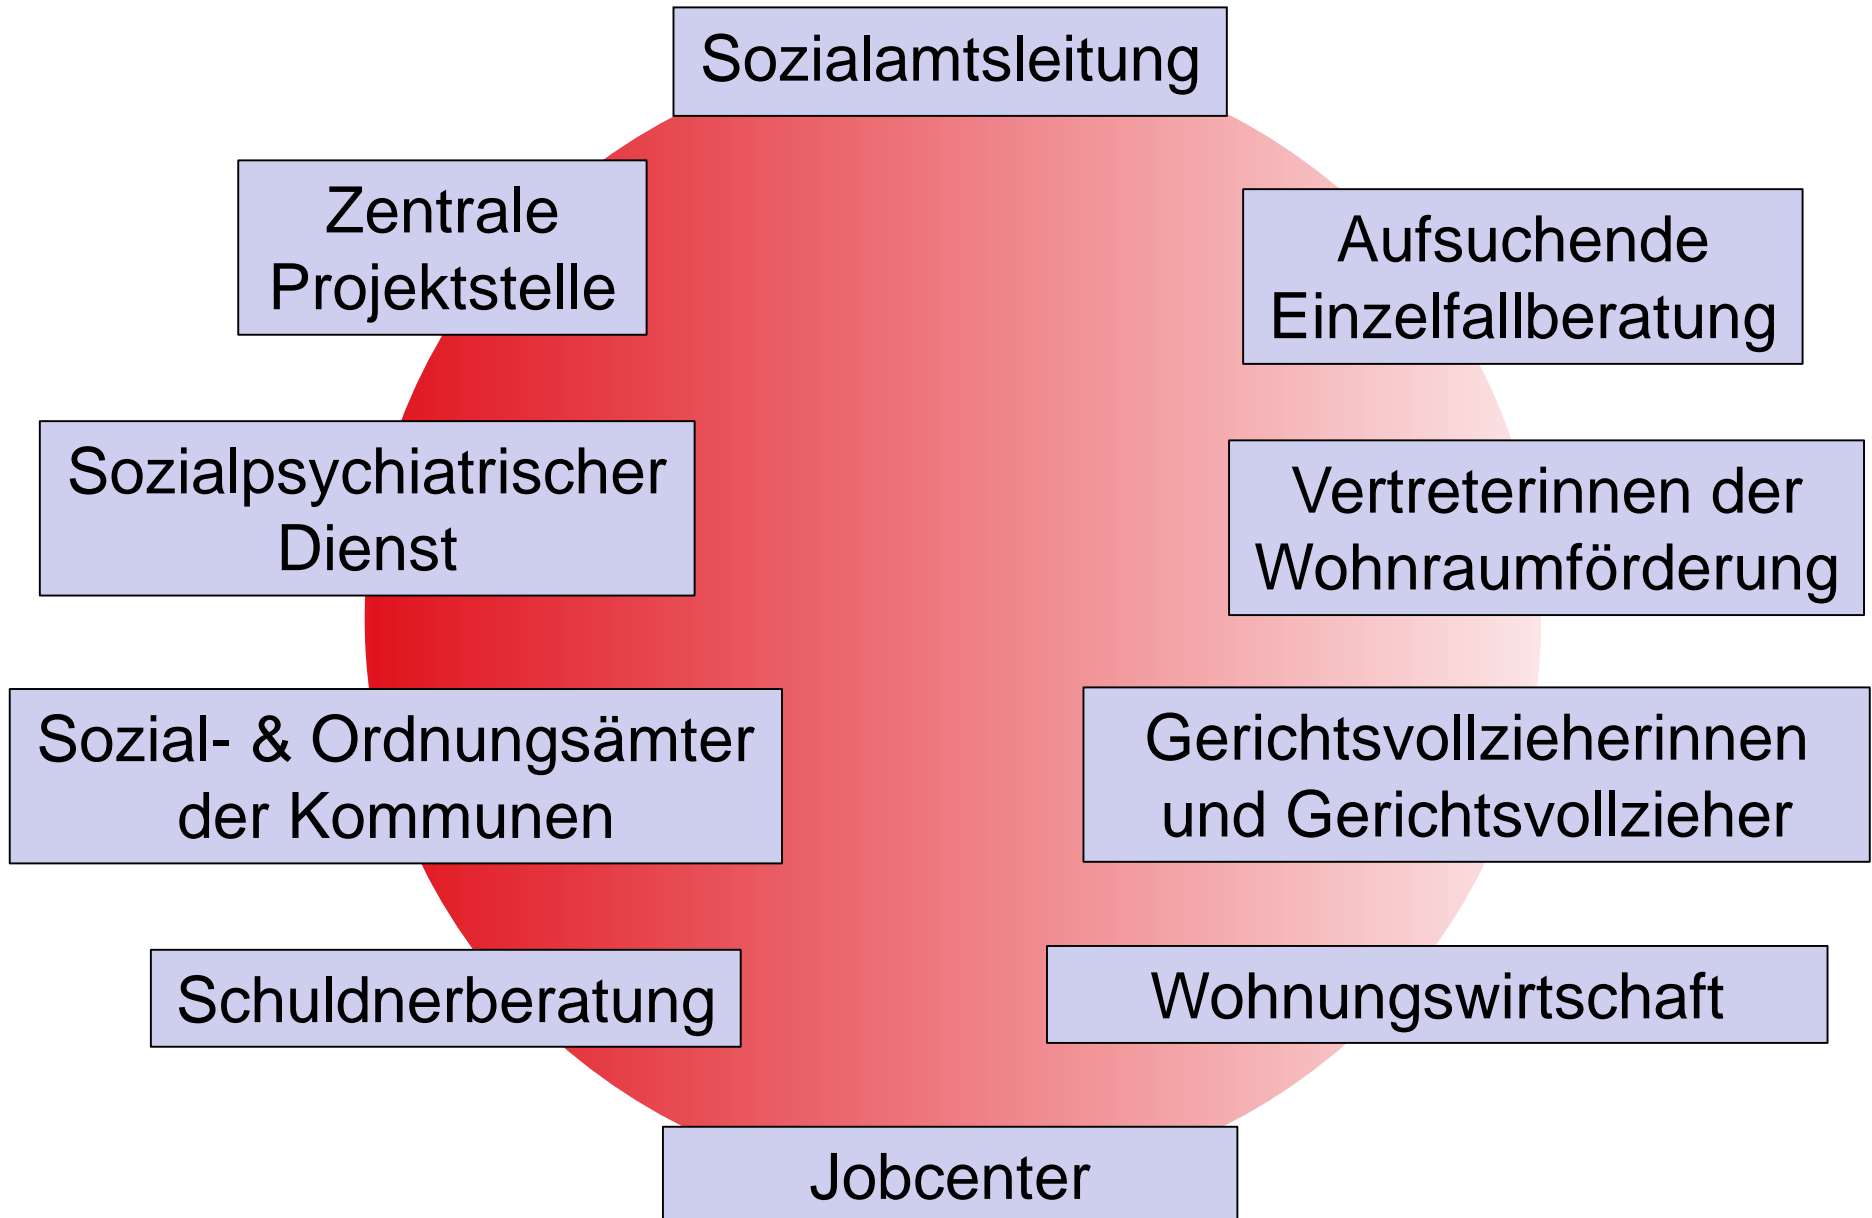 Sozialamtsleitung
Zentrale
Projektstelle
Aufsuchende
Einzelfallberatung
Sozialpsychiatrischer
Dienst
Vertreterinnen der
Wohnraumförderung
Sozial- & Ordnungsämter
der Kommunen
Gerichtsvollzieherinnen
und Gerichtsvollzieher
Schuldnerberatung
Wohnungswirtschaft
Jobcenter